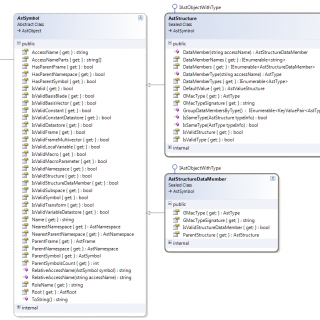 AstSymbol
Abstract Class
AstObject
public
AccessName { get } : string
AccessNameParts { get } : string[]
HasParentFrame { get } : bool
HasParentNamespace { get } : bool
HasParentSymbol { get } : bool
IsValid { get } : bool
IsValidBasisBlade { get } : bool
IsValidBasisVector { get } : bool
IsValidConstant { get } : bool
IsValidConstantDatastore { get } : bool
IsValidDatastore { get } : bool
IsValidFrame { get } : bool
IsValidFrameMultivector { get } : bool
IsValidLocalVariable { get } : bool
IsValidMacro { get } : bool
IsValidMacroParameter { get } : bool
IsValidNamespace { get } : bool
IsValidStructure { get } : bool
IsValidStructureDataMember { get } : bool
IsValidSubspace { get } : bool
IsValidSymbol { get } : bool
IsValidTransform { get } : bool
IsValidVariableDatastore { get } : bool
Name { get } : string
NearestNamespace { get } : AstNamespace
NearestParentNamespace { get } : AstNamespace
ParentFrame { get } : AstFrame
ParentNamespace { get } : AstNamespace
ParentSymbol { get } : AstSymbol
ParentSymbolsCount { get } : int
RelativeAccessName(AstSymbol symbol) : string
RelativeAccessName(string accessName) : string
RoleName { get } : string
Root { get } : AstRoot
ToString() : string
internal
IAstObjectWithType
AstStructure
Sealed Class
AstSymbol
public
DataMember(string accessName) : AstStructureDataMember
DataMemberNames { get } : IEnumerable<string>
DataMembers { get } : IEnumerable<AstStructureDataMember>
DataMemberType(string accessName) : AstType
DataMemberTypes { get } : IEnumerable<AstType>
DefaultValue { get } : AstValueStructure
GMacType { get } : AstType
GMacTypeSignature { get } : string
GroupDataMembersByType() : IEnumerable<KeyValuePair<AstTyp
IsSameType(AstStructure typeInfo) : bool
IsSameType(AstType typeInfo) : bool
IsValidStructure { get } : bool
IsValidType { get } : bool
internal
IAstObjectWithType
AstStructureDataMember
Sealed Class
AstSymbol
public
GMacType { get } : AstType
GMacTypeSignature { get } : string
IsValidStructureDataMember { get } : bool
ParentStructure { get } : AstStructure
internal